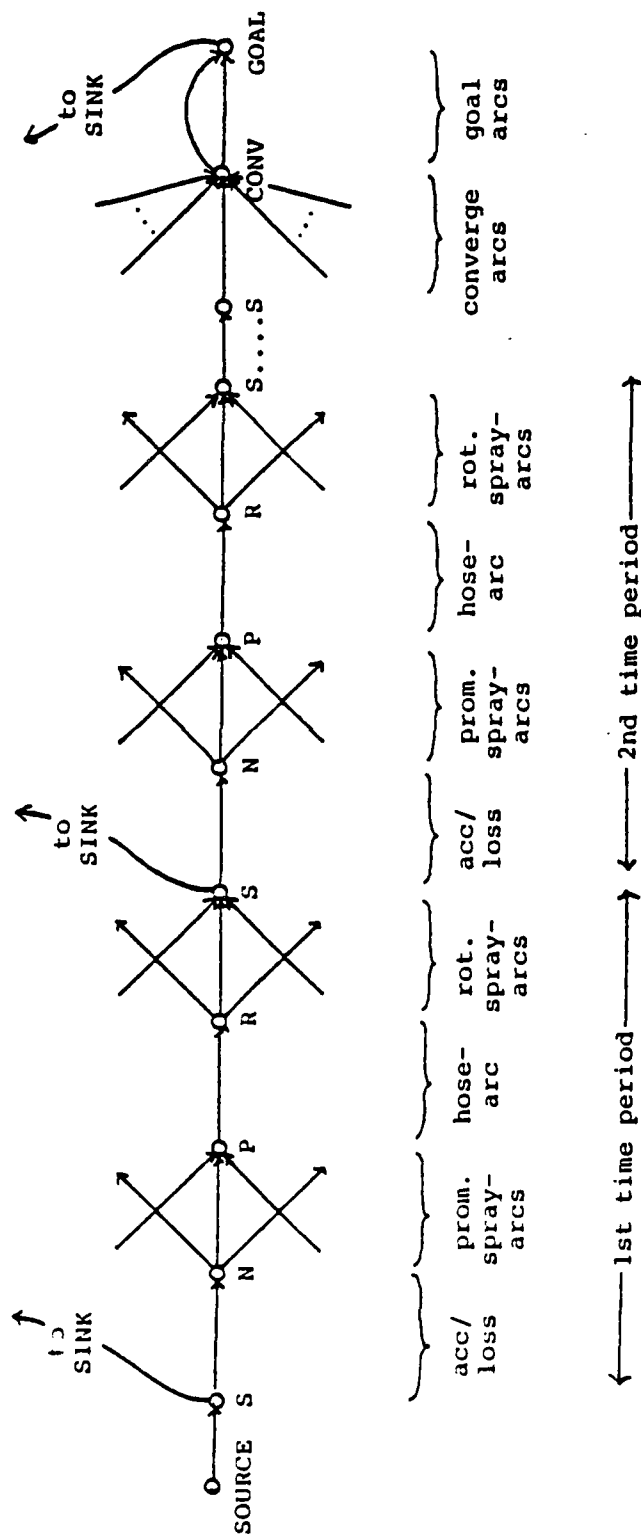 to
SINK
to
SINK
to
SINK
SOURCE
S
N
P
R
S
N
P
R
S....S
CONV
GOAL
acc/
loss
prom.
spray-
arcs
hose-
arc
rot.
spray-
arcs
acc/
loss
prom.
spray-
arcs
hose-
arc
rot.
spray-
arcs
converge
arcs
goal
arcs
1st time period
2nd time period